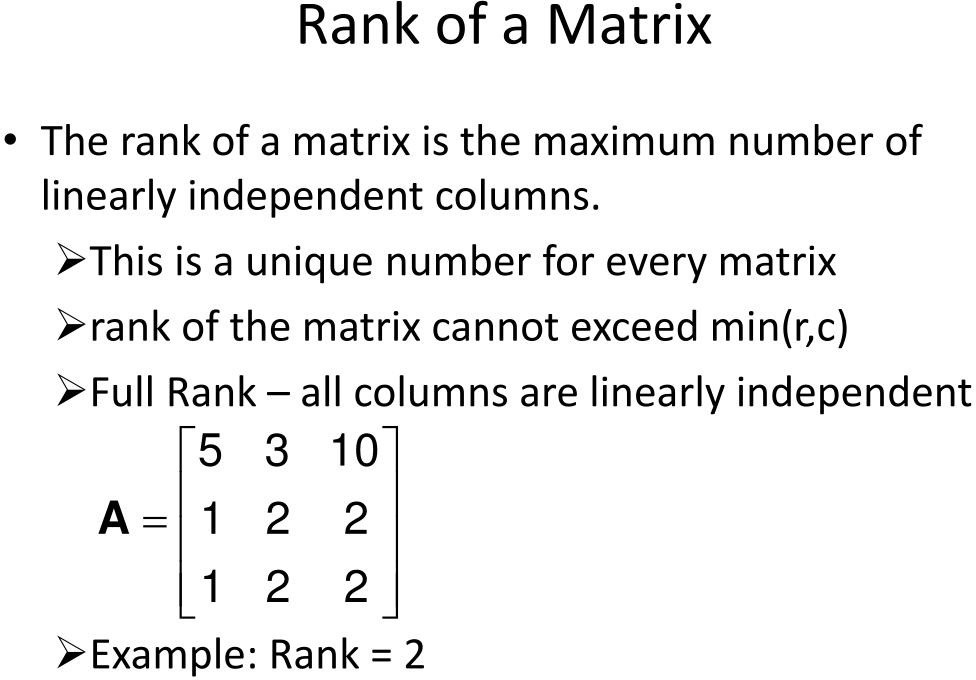 Rank of a Matrix
• The rank of a matrix is the maximum number of
linearly independent columns.
➢This is a unique number for every matrix
➢rank of the matrix cannot exceed min(r,c)
➢Full Rank – all columns are linearly independent
5 3 10
A = 1 2 2
1 2 2
➢Example: Rank = 2